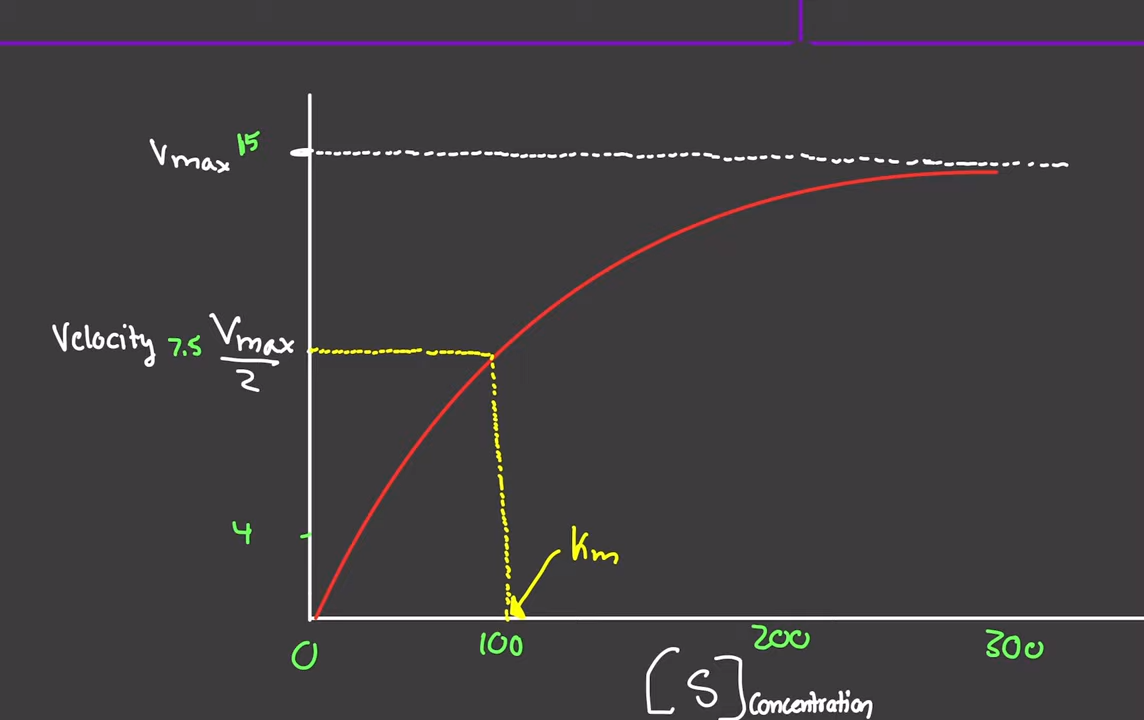 Vmax 15
Velocity 7.5 Vmax
2
4
Km
0 100 200 300
[S] Concentration